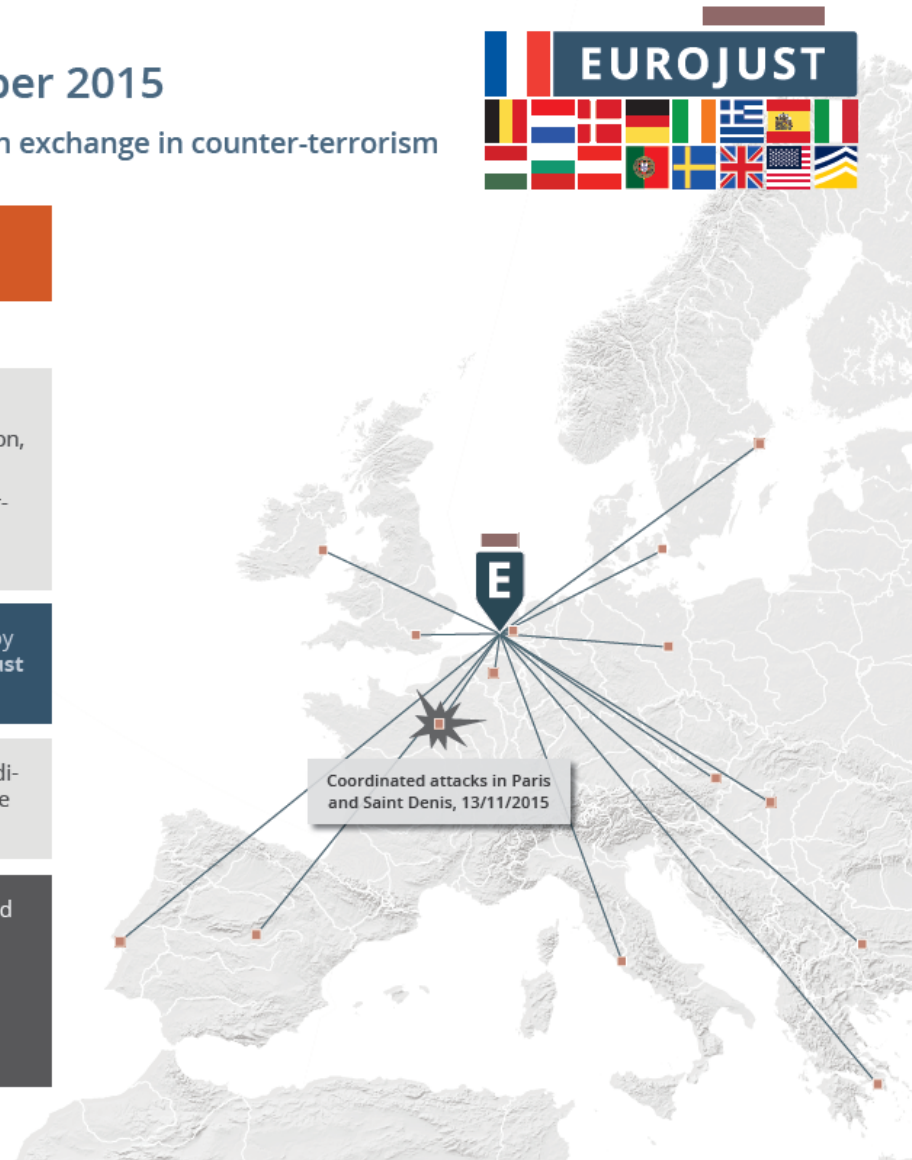 ber 2015
n exchange in counter-terrorism
EUROJUST
on,
r-
by
ust
di-
e
d
E
Coordinated attacks in Paris
and Saint Denis, 13/11/2015